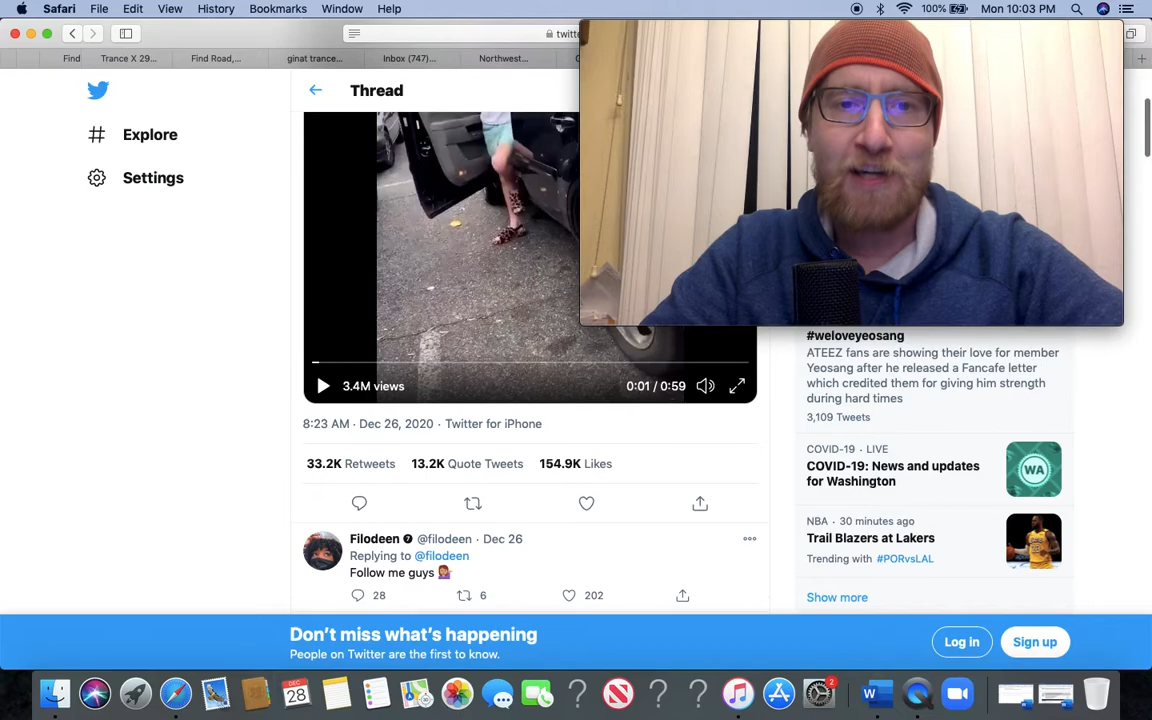 Safari File Edit View History Bookmarks Window Help
100% Mon 10:03 PM
twitte
Find Trance X 29... Find Road,... ginat trance... Inbox (747)... Northwest...
Thread
Explore
Settings
3.4M views
0:01 / 0:59
8:23 AM · Dec 26, 2020 · Twitter for iPhone
33.2K Retweets 13.2K Quote Tweets 154.9K Likes
Filodeen @filodeen · Dec 26
Replying to @filodeen
Follow me guys 💁🏽‍♀️
28 6 202
#weloveyeosang
ATEEZ fans are showing their love for member
Yeosang after he released a Fancafe letter
which credited them for giving him strength
during hard times
3,109 Tweets
COVID-19 · LIVE
COVID-19: News and updates
for Washington
WA
NBA · 30 minutes ago
Trail Blazers at Lakers
Trending with #PORvsLAL
Show more
Don't miss what's happening
People on Twitter are the first to know.
Log in
Sign up
DEC
28
2